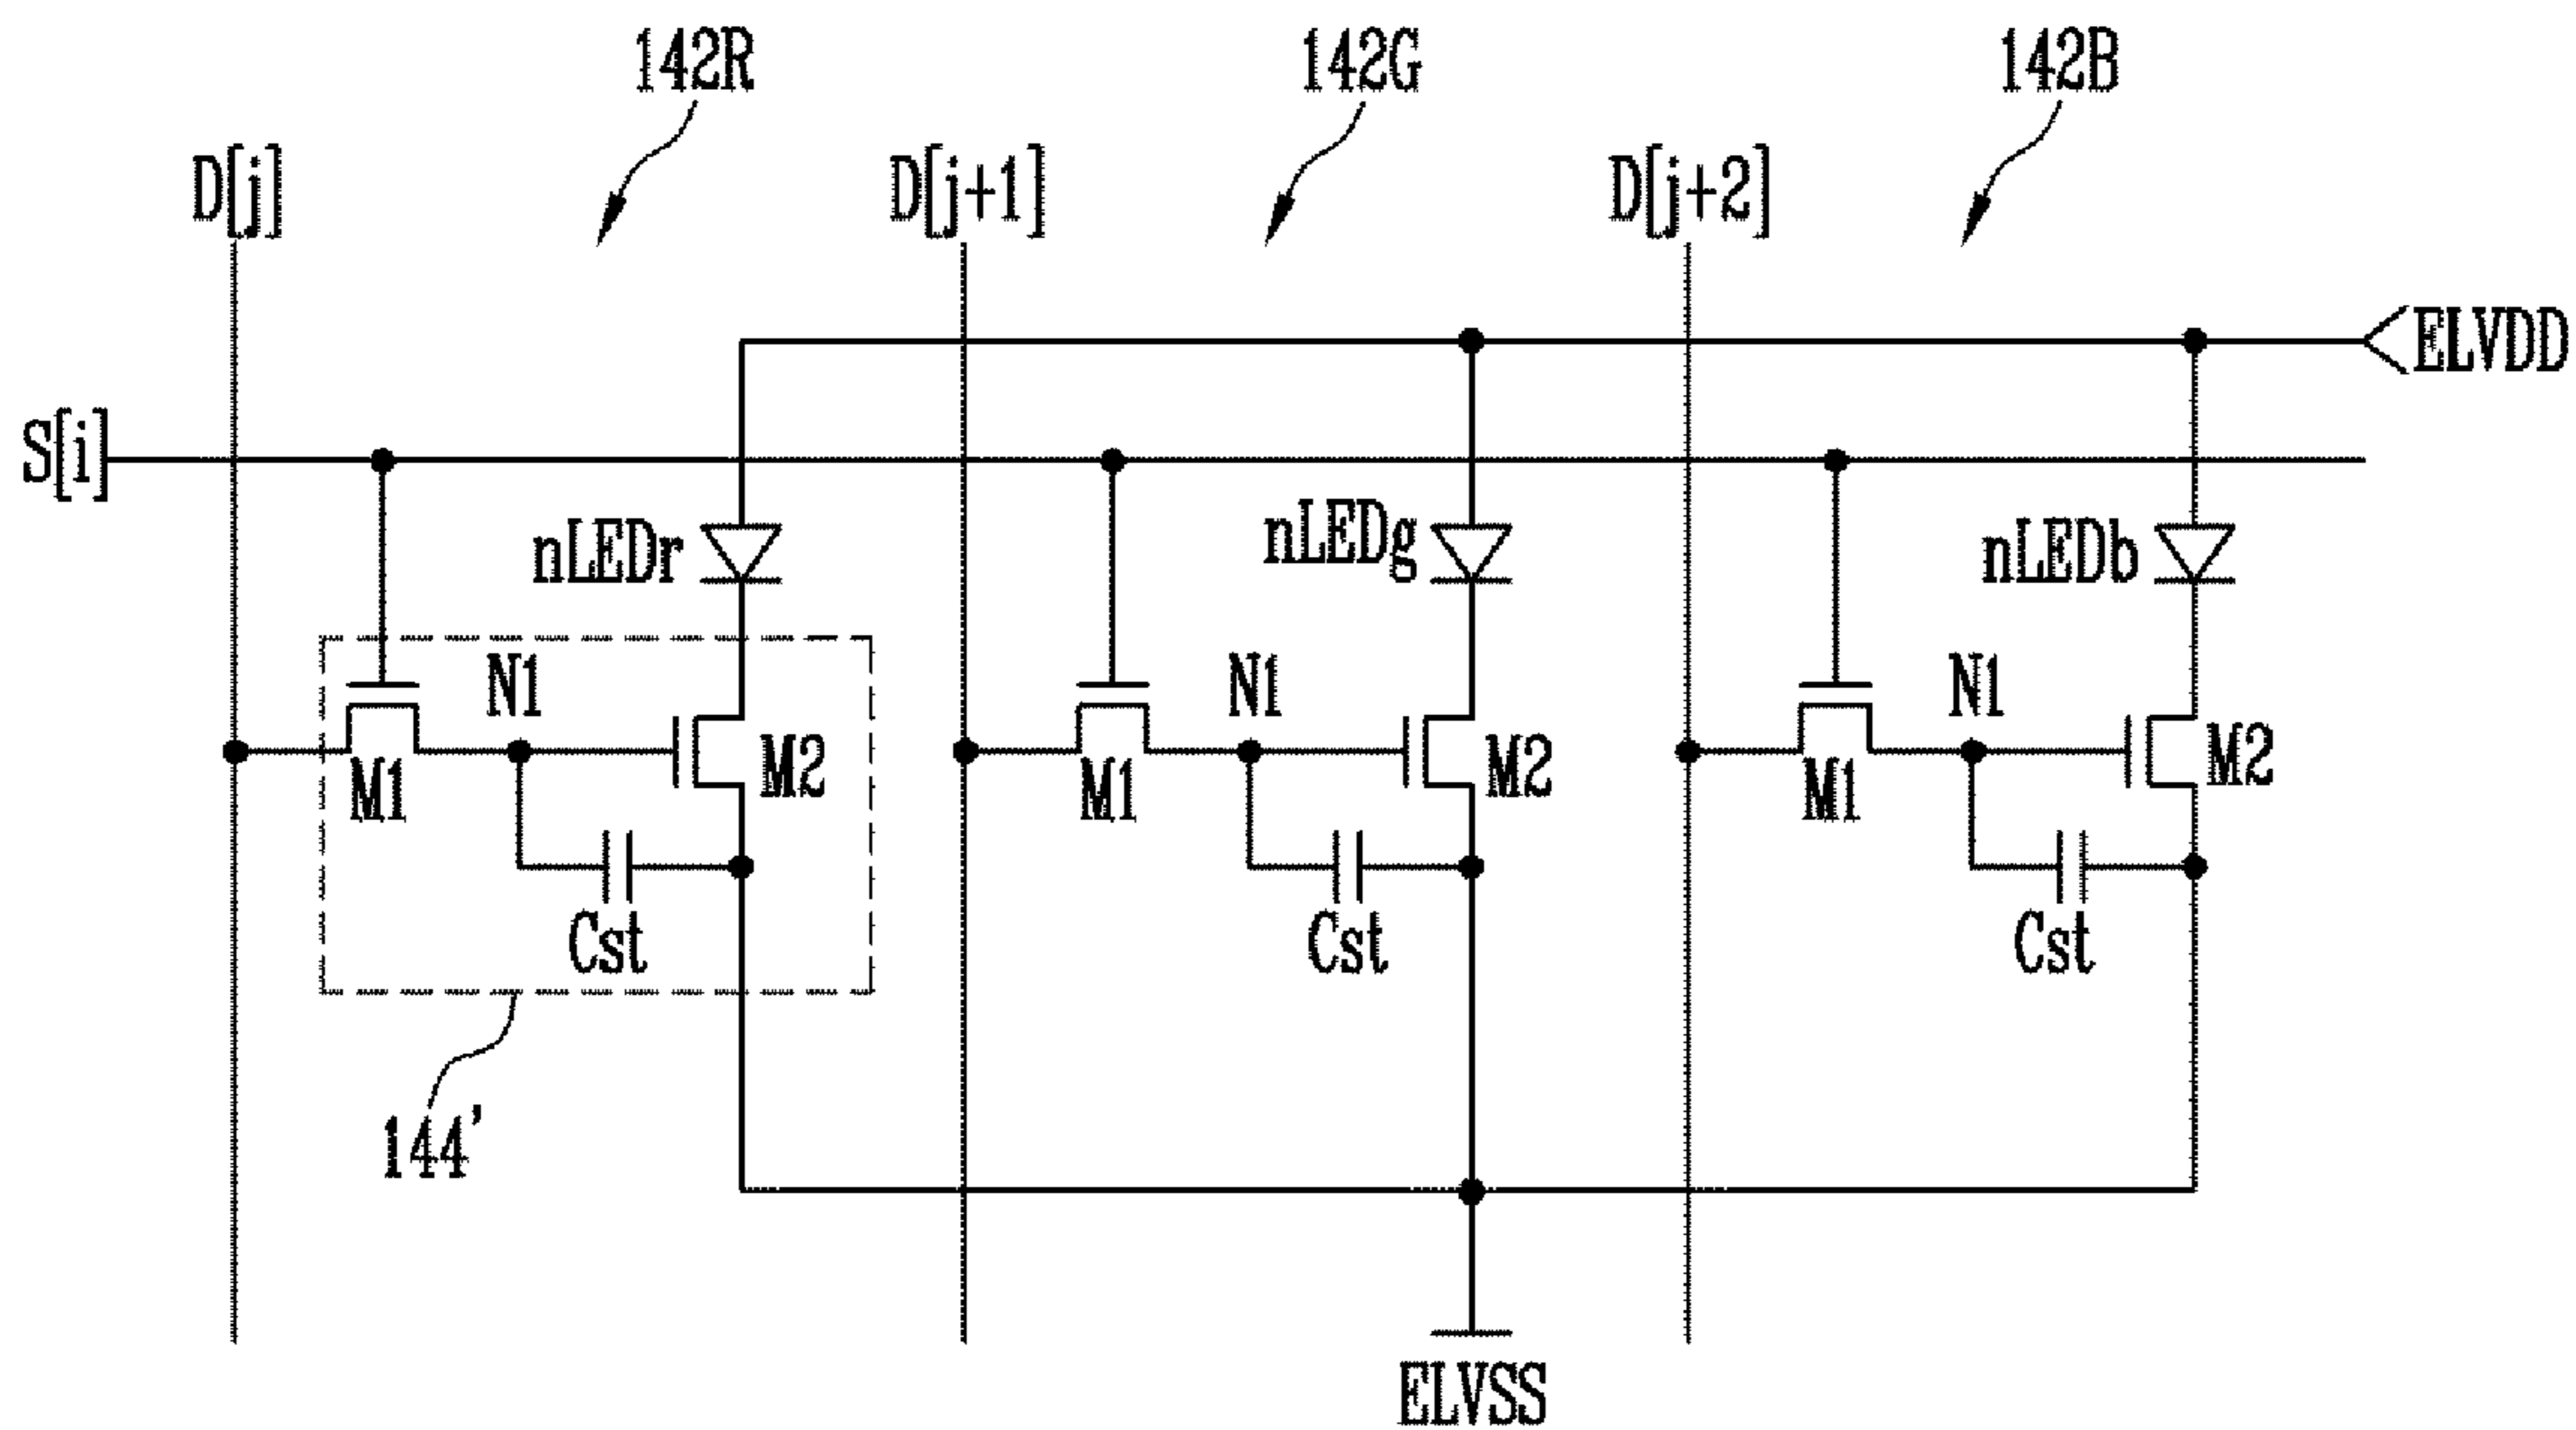 142R
142G
142B
D[j]
D[j+1]
D[j+2]
ELVDD
S[i]
nLEDr
nLEDg
nLEDb
N1
N1
N1
M1
M2
M1
M2
M1
M2
Cst
Cst
Cst
144'
ELVSS